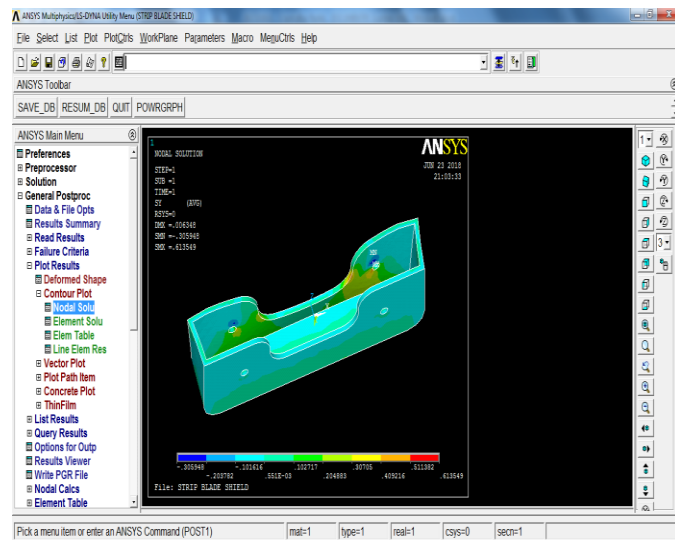 ANSYS Multiphysics/LS-DYNA Utility Menu (STRIP BLADE SHIELD)
File Select List Plot PlotCtrls WorkPlane Parameters Macro MenuCtrls Help
ANSYS Toolbar
SAVE_DB RESUM_DB QUIT POWRGRPH
ANSYS Main Menu
Preferences
Preprocessor
Solution
General Postproc
Data & File Opts
Results Summary
Read Results
Failure Criteria
Plot Results
Deformed Shape
Contour Plot
Nodal Solu
Element Solu
Elem Table
Line Elem Res
Vector Plot
Plot Path Item
Concrete Plot
ThinFilm
List Results
Query Results
Options for Outp
Results Viewer
Write PGR File
Nodal Calcs
Element Table
1
NODAL SOLUTION
STEP=1
SUB =1
TIME=1
SY (AVG)
RSYS=0
DMX =.006348
SMN =-.305948
SMX =.613549
ANSYS
JUN 23 2018
21:03:33
MX
-.305948 -.101616 .102717 .30705 .511382
-.203782 .551E-03 .204883 .409216 .613549
File: STRIP BLADE SHIELD
1
3
Pick a menu item or enter an ANSYS Command (POST1) mat=1 type=1 real=1 csys=0 secn=1